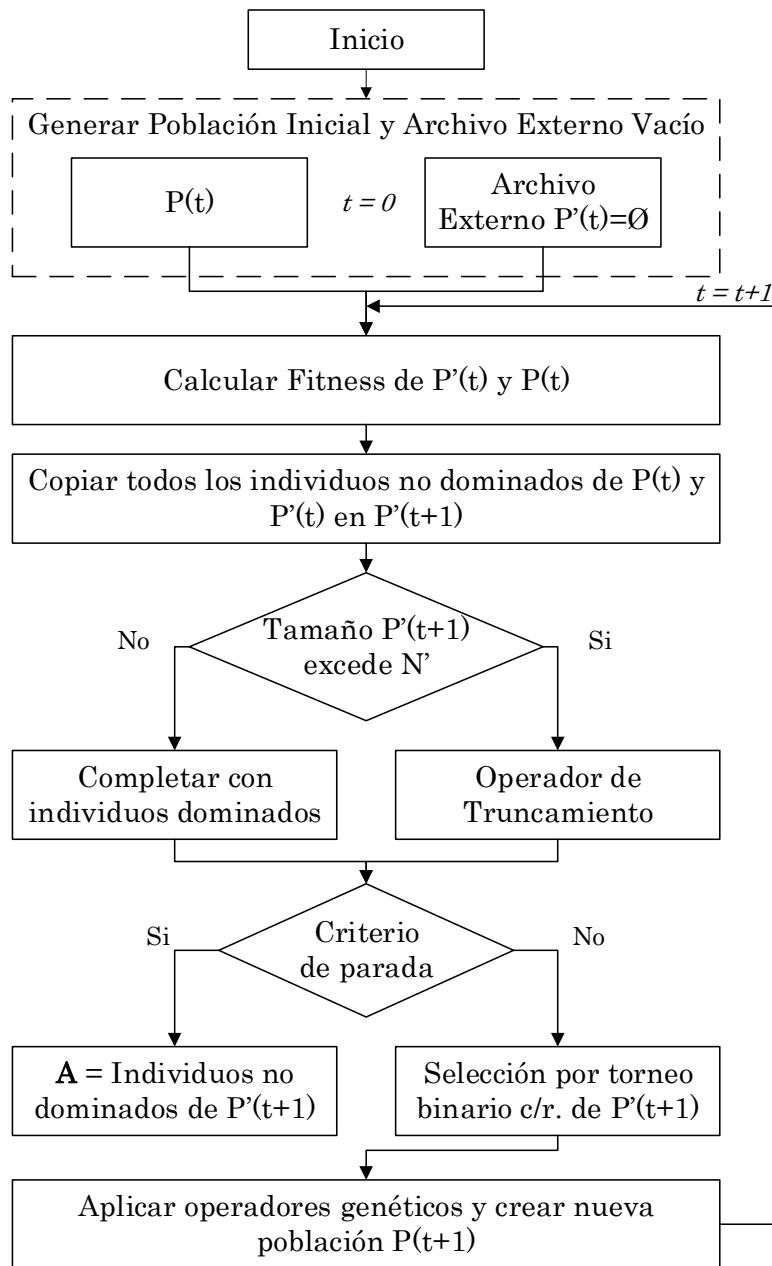 Inicio
Generar Población Inicial y Archivo Externo Vacío
P(t)
t = 0
Archivo
Externo P’(t)=Ø
t = t+1
Calcular Fitness de P’(t) y P(t)
Copiar todos los individuos no dominados de P(t) y
P’(t) en P’(t+1)
No
Tamaño P’(t+1)
excede N’
Si
Completar con
individuos dominados
Operador de
Truncamiento
Si
Criterio
de parada
No
A = Individuos no
dominados de P’(t+1)
Selección por torneo
binario c/r. de P’(t+1)
Aplicar operadores genéticos y crear nueva
población P(t+1)